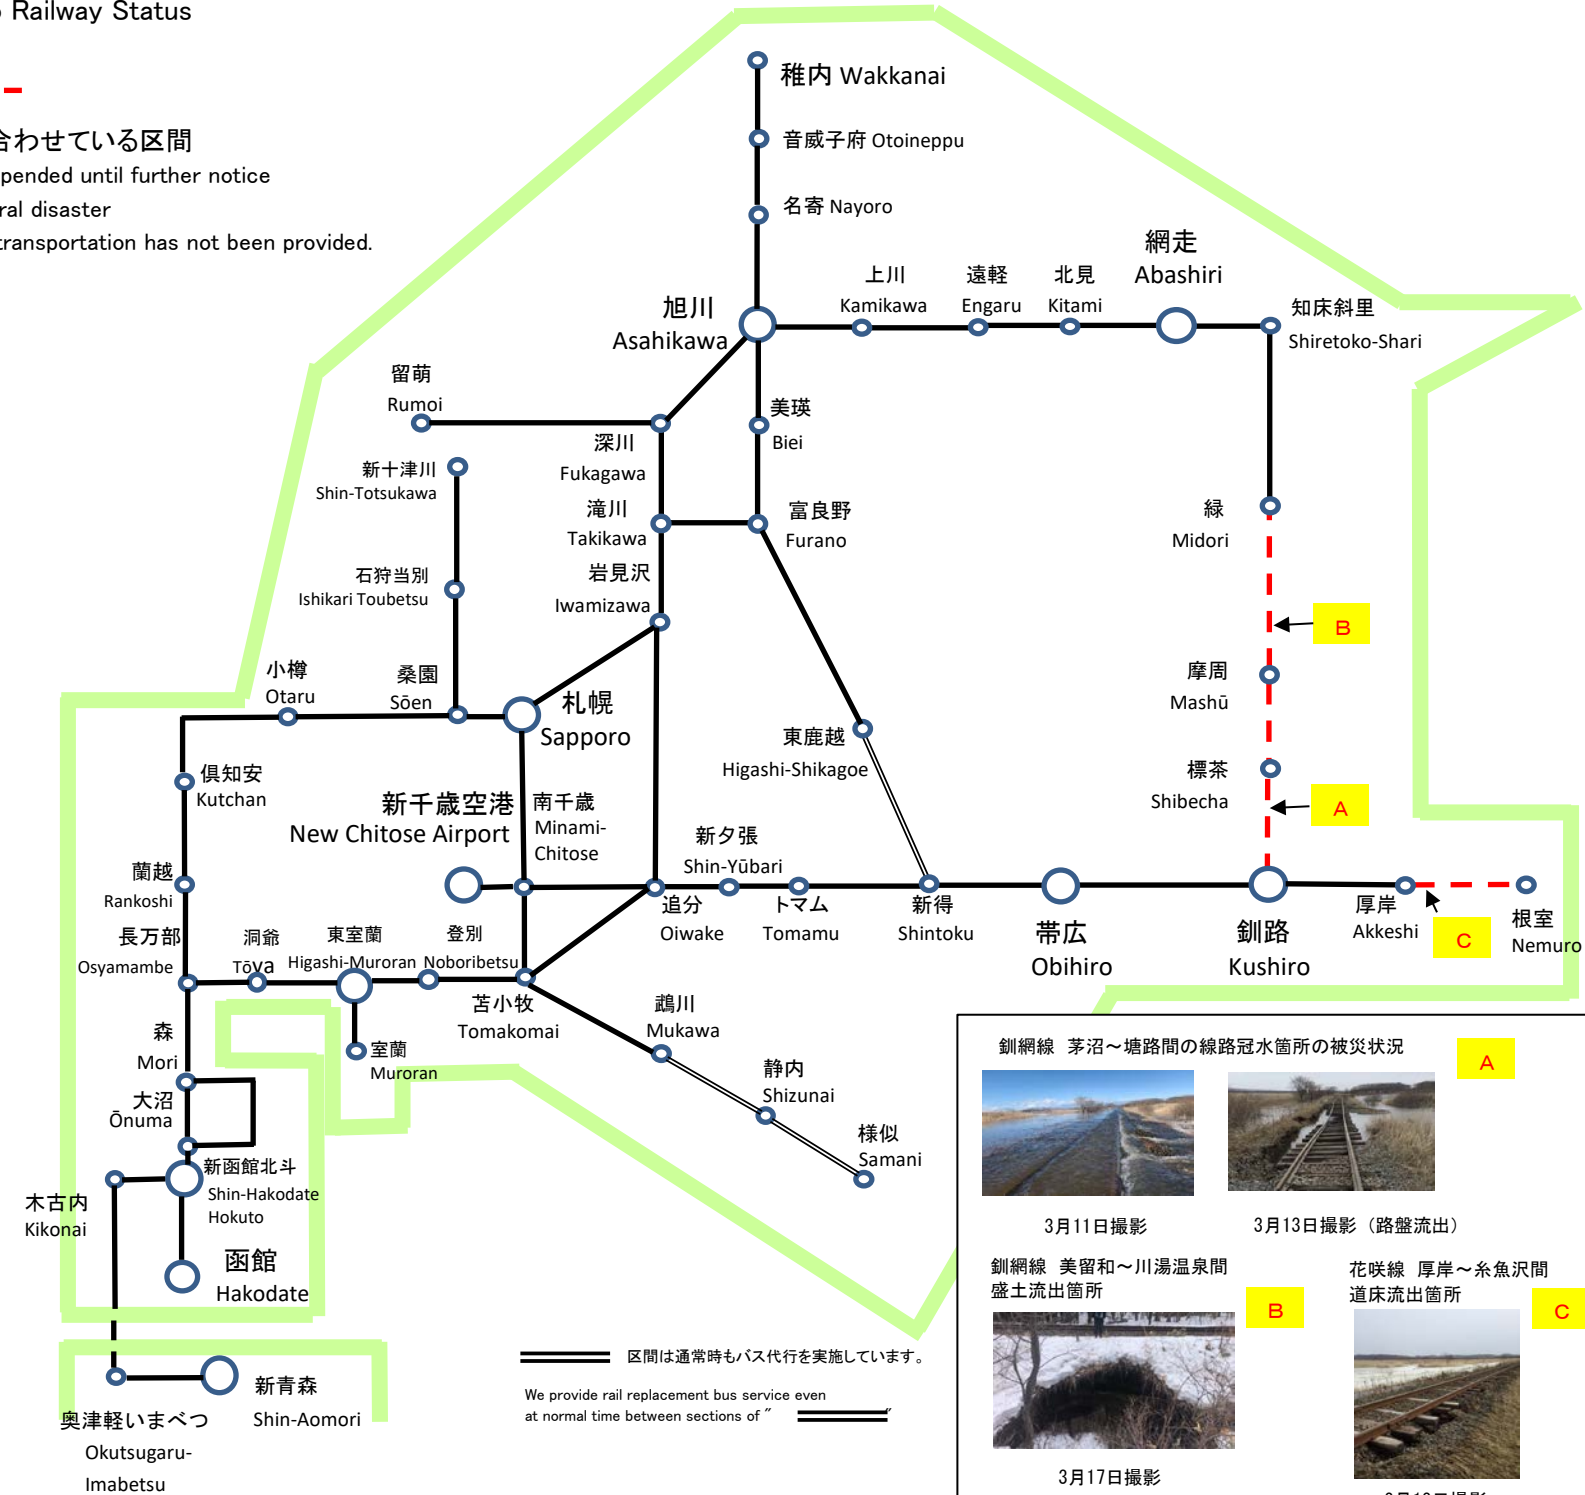 Railway Status
合わせている区間
pended until further notice
ral disaster
transportation has not been provided.
稚内 Wakkanai
音威子府 Otoineppu
名寄 Nayoro
網走
Abashiri
上川
Kamikawa
遠軽
Engaru
北見
Kitami
知床斜里
Shiretoko-Shari
旭川
Asahikawa
留萌
Rumoi
美瑛
Biei
深川
Fukagawa
新十津川
Shin-Totsukawa
滝川
Takikawa
富良野
Furano
緑
Midori
石狩当別
Ishikari Toubetsu
岩見沢
Iwamizawa
B
小樽
Otaru
桑園
Sōen
札幌
Sapporo
摩周
Mashū
東鹿越
Higashi-Shikagoe
標茶
Shibecha
倶知安
Kutchan
新千歳空港
New Chitose Airport
南千歳
Minami-
Chitose
A
新夕張
Shin-Yūbari
蘭越
Rankoshi
追分
Oiwake
トマム
Tomamu
新得
Shintoku
帯広
Obihiro
釧路
Kushiro
厚岸
Akkeshi
C
根室
Nemuro
長万部
Osyamambe
洞爺
Tōya
東室蘭
Higashi-Muroran
登別
Noboribetsu
苫小牧
Tomakomai
鵡川
Mukawa
森
Mori
室蘭
Muroran
静内
Shizunai
大沼
Ōnuma
様似
Samani
新函館北斗
Shin-Hakodate
Hokuto
木古内
Kikonai
函館
Hakodate
新青森
Shin-Aomori
奥津軽いまべつ
Okutsugaru-
Imabetsu
区間は通常時もバス代行を実施しています。
We provide rail replacement bus service even
at normal time between sections of " "
釧網線 茅沼～塘路間の線路冠水箇所の被災状況
A
3月11日撮影
3月13日撮影（路盤流出）
釧網線 美留和～川湯温泉間
盛土流出箇所
B
花咲線 厚岸～糸魚沢間
道床流出箇所
C
3月17日撮影